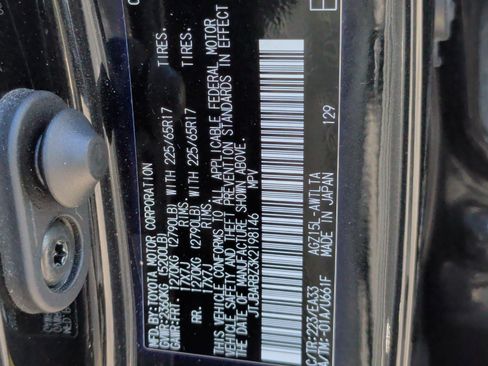 MFD.BY:TOYOTA MOTOR CORPORATION
GVWR:2360KG (5200LB)
GAWR:FRT. 1270KG (2790LB) WITH 225/65R17 TIRES.
17X7J RIMS.
RR. 1270KG (2790LB) WITH 225/65R17 TIRES.
17X7J RIMS.
THIS VEHICLE CONFORMS TO ALL APPLICABLE FEDERAL MOTOR
VEHICLE SAFETY AND THEFT PREVENTION STANDARDS IN EFFECT
ON THE DATE OF MANUFACTURE SHOWN ABOVE.
MPV
C/TR:223/EA33 AGZ15L-AWTLTA
A/TM:-01A/U661F MADE IN JAPAN
129